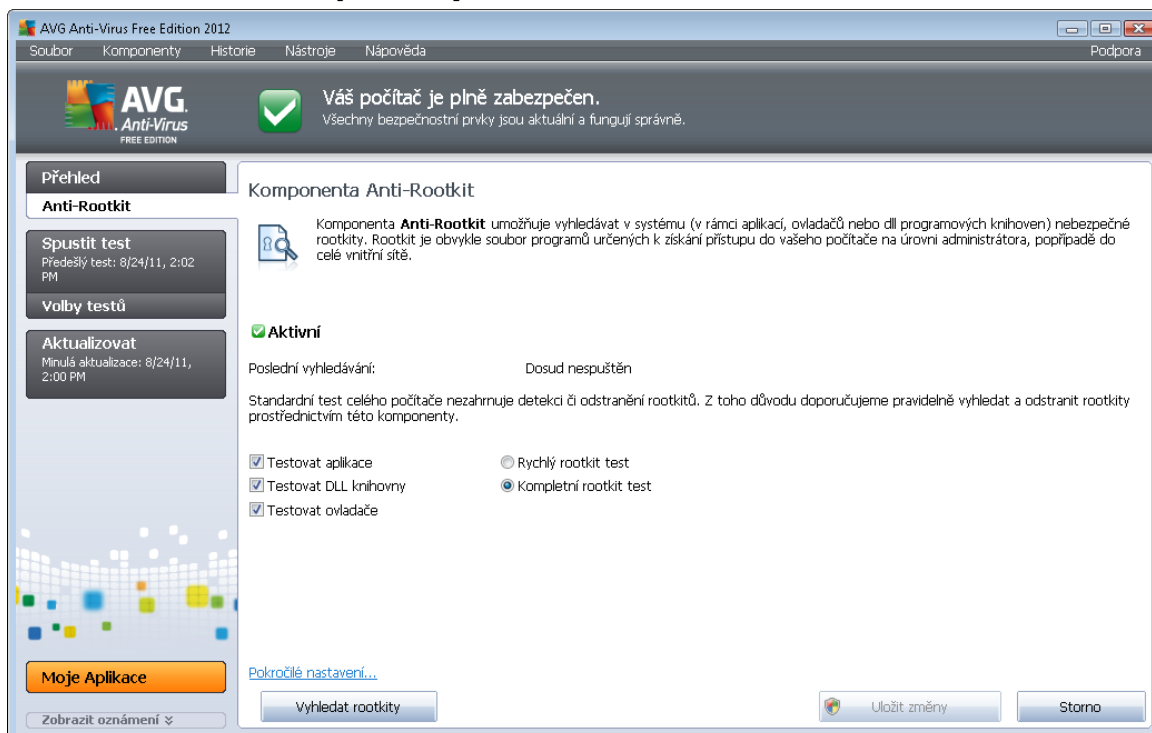 AVG Anti-Virus Free Edition 2012
Soubor Komponenty Historie Nástroje Nápověda Podpora
AVG.
Anti-Virus
FREE EDITION
Váš počítač je plně zabezpečen.
Všechny bezpečnostní prvky jsou aktuální a fungují správně.
Přehled
Anti-Rootkit
Spustit test
Předešlý test: 8/24/11, 2:02
PM
Volby testů
Aktualizovat
Minulá aktualizace: 8/24/11,
2:00 PM
Moje Aplikace
Zobrazit oznámení
Komponenta Anti-Rootkit
Komponenta Anti-Rootkit umožňuje vyhledávat v systému (v rámci aplikací, ovladačů nebo dll programových knihoven) nebezpečné
rootkity. Rootkit je obvykle soubor programů určených k získání přístupu do vašeho počítače na úrovni administrátora, popřípadě do
celé vnitřní sítě.
Aktivní
Poslední vyhledávání: Dosud nespuštěn
Standardní test celého počítače nezahrnuje detekci či odstranění rootkitů. Z toho důvodu doporučujeme pravidelně vyhledat a odstranit rootkity
prostřednictvím této komponenty.
Testovat aplikace Rychlý rootkit test
Testovat DLL knihovny Kompletní rootkit test
Testovat ovladače
Pokročilé nastavení...
Vyhledat rootkity Uložit změny Storno